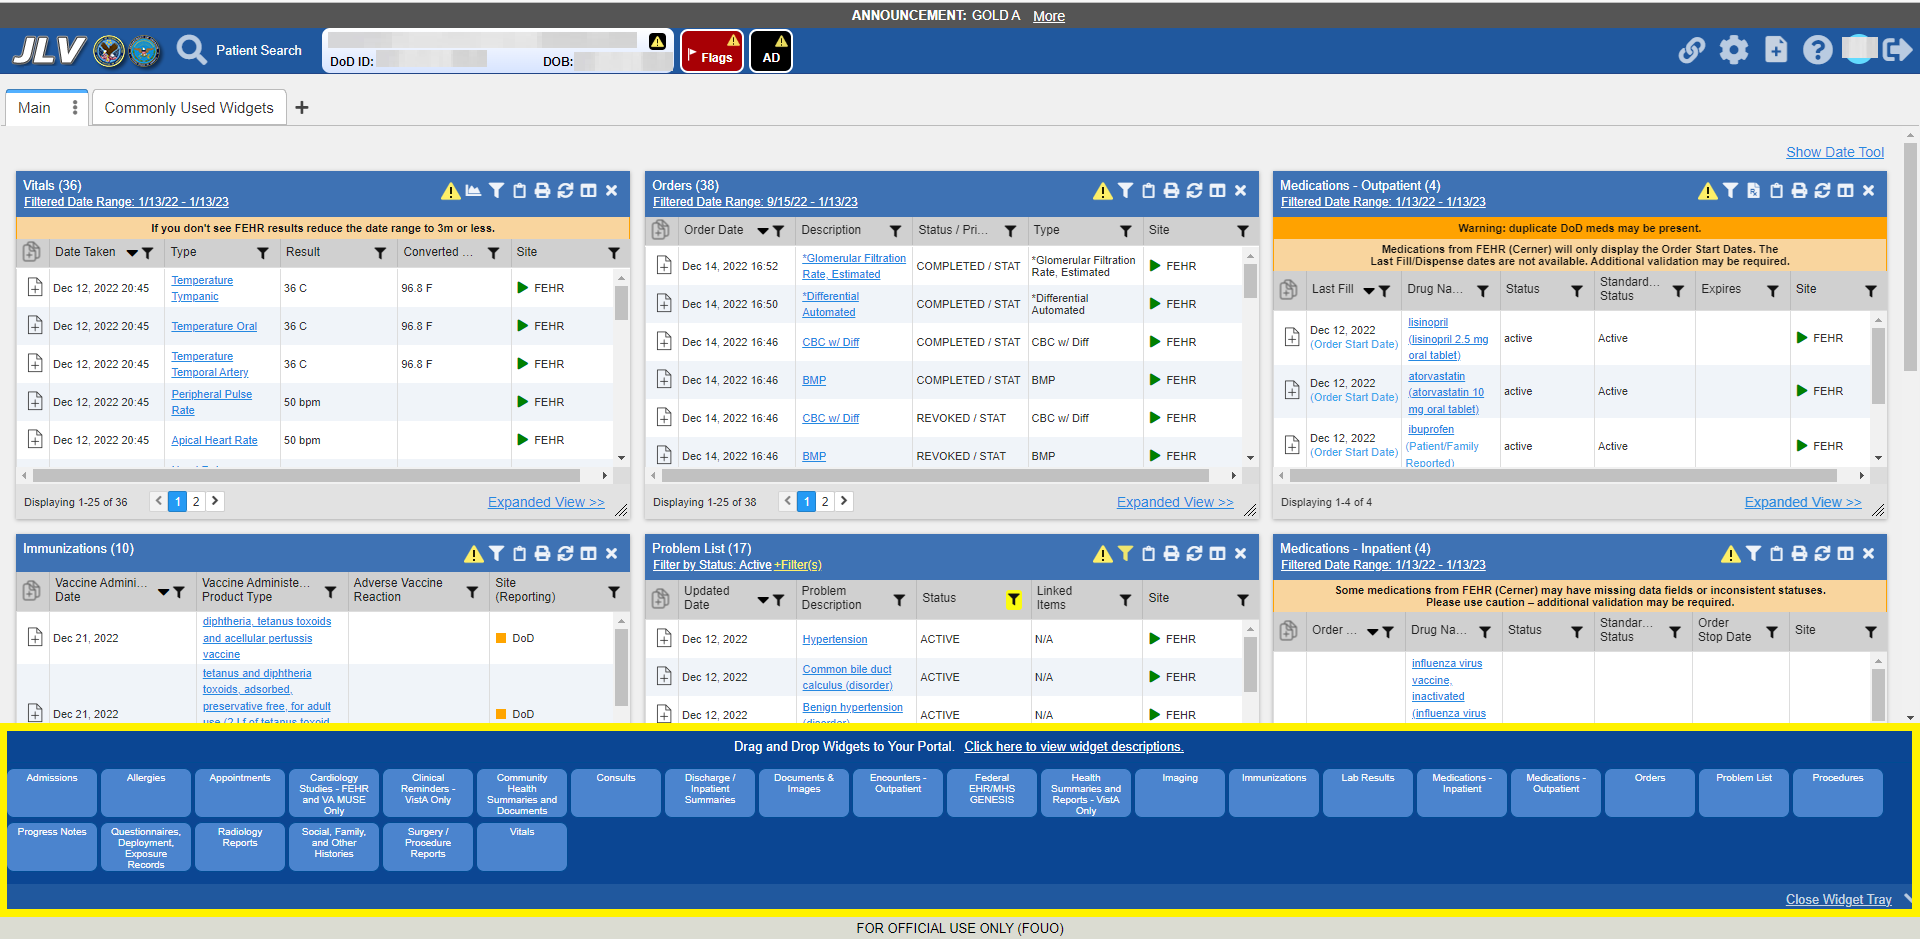 ANNOUNCEMENT: GOLD A More
JLV Patient Search
DoD ID: DOB:
Flags
AD
Main
Commonly Used Widgets +
Show Date Tool
Vitals (36)
Filtered Date Range: 1/13/22 - 1/13/23
If you don't see FEHR results reduce the date range to 3m or less.
Date Taken Type Result Converted ... Site
Dec 12, 2022 20:45 Temperature Tympanic 36 C 96.8 F FEHR
Dec 12, 2022 20:45 Temperature Oral 36 C 96.8 F FEHR
Dec 12, 2022 20:45 Temperature Temporal Artery 36 C 96.8 F FEHR
Dec 12, 2022 20:45 Peripheral Pulse Rate 50 bpm FEHR
Dec 12, 2022 20:45 Apical Heart Rate 50 bpm FEHR
Displaying 1-25 of 36 < 1 2 > Expanded View >>
Orders (38)
Filtered Date Range: 9/15/22 - 1/13/23
Order Date Description Status / Pri... Type Site
Dec 14, 2022 16:52 *Glomerular Filtration Rate, Estimated COMPLETED / STAT *Glomerular Filtration Rate, Estimated FEHR
Dec 14, 2022 16:50 *Differential Automated COMPLETED / STAT *Differential Automated FEHR
Dec 14, 2022 16:46 CBC w/ Diff COMPLETED / STAT CBC w/ Diff FEHR
Dec 14, 2022 16:46 BMP COMPLETED / STAT BMP FEHR
Dec 14, 2022 16:46 CBC w/ Diff REVOKED / STAT CBC w/ Diff FEHR
Dec 14, 2022 16:46 BMP REVOKED / STAT BMP FEHR
Displaying 1-25 of 38 < 1 2 > Expanded View >>
Medications - Outpatient (4)
Filtered Date Range: 1/13/22 - 1/13/23
Warning: duplicate DoD meds may be present.
Medications from FEHR (Cerner) will only display the Order Start Dates. The
Last Fill/Dispense dates are not available. Additional validation may be required.
Last Fill Drug Na... Status Standard... Status Expires Site
Dec 12, 2022 (Order Start Date) lisinopril (lisinopril 2.5 mg oral tablet) active Active FEHR
Dec 12, 2022 (Order Start Date) atorvastatin (atorvastatin 10 mg oral tablet) active Active FEHR
Dec 12, 2022 (Order Start Date) ibuprofen (Patient/Family Reported) active Active FEHR
Displaying 1-4 of 4 Expanded View >>
Immunizations (10)
Vaccine Admini... Date Vaccine Administe... Product Type Adverse Vaccine Reaction Site (Reporting)
Dec 21, 2022 diphtheria, tetanus toxoids and acellular pertussis vaccine DoD
Dec 21, 2022 tetanus and diphtheria toxoids, adsorbed, preservative free, for adult use (2 Lf of tetanus toxoid DoD
Problem List (17)
Filter by Status: Active +Filter(s)
Updated Date Problem Description Status Linked Items Site
Dec 12, 2022 Hypertension ACTIVE N/A FEHR
Dec 12, 2022 Common bile duct calculus (disorder) ACTIVE N/A FEHR
Dec 12, 2022 Benign hypertension (disorder) ACTIVE N/A FEHR
Medications - Inpatient (4)
Filtered Date Range: 1/13/22 - 1/13/23
Some medications from FEHR (Cerner) may have missing data fields or inconsistent statuses.
Please use caution – additional validation may be required.
Order ... Drug Na... Status Standar... Status Order Stop Date Site
influenza virus vaccine, inactivated (influenza virus
Drag and Drop Widgets to Your Portal. Click here to view widget descriptions.
Admissions
Allergies
Appointments
Cardiology Studies - FEHR and VA MUSE Only
Clinical Reminders - VistA Only
Community Health Summaries and Documents
Consults
Discharge / Inpatient Summaries
Documents & Images
Encounters - Outpatient
Federal EHR/MHS GENESIS
Health Summaries and Reports - VistA Only
Imaging
Immunizations
Lab Results
Medications - Inpatient
Medications - Outpatient
Orders
Problem List
Procedures
Progress Notes
Questionnaires, Deployment, Exposure Records
Radiology Reports
Social, Family, and Other Histories
Surgery / Procedure Reports
Vitals
Close Widget Tray
FOR OFFICIAL USE ONLY (FOUO)